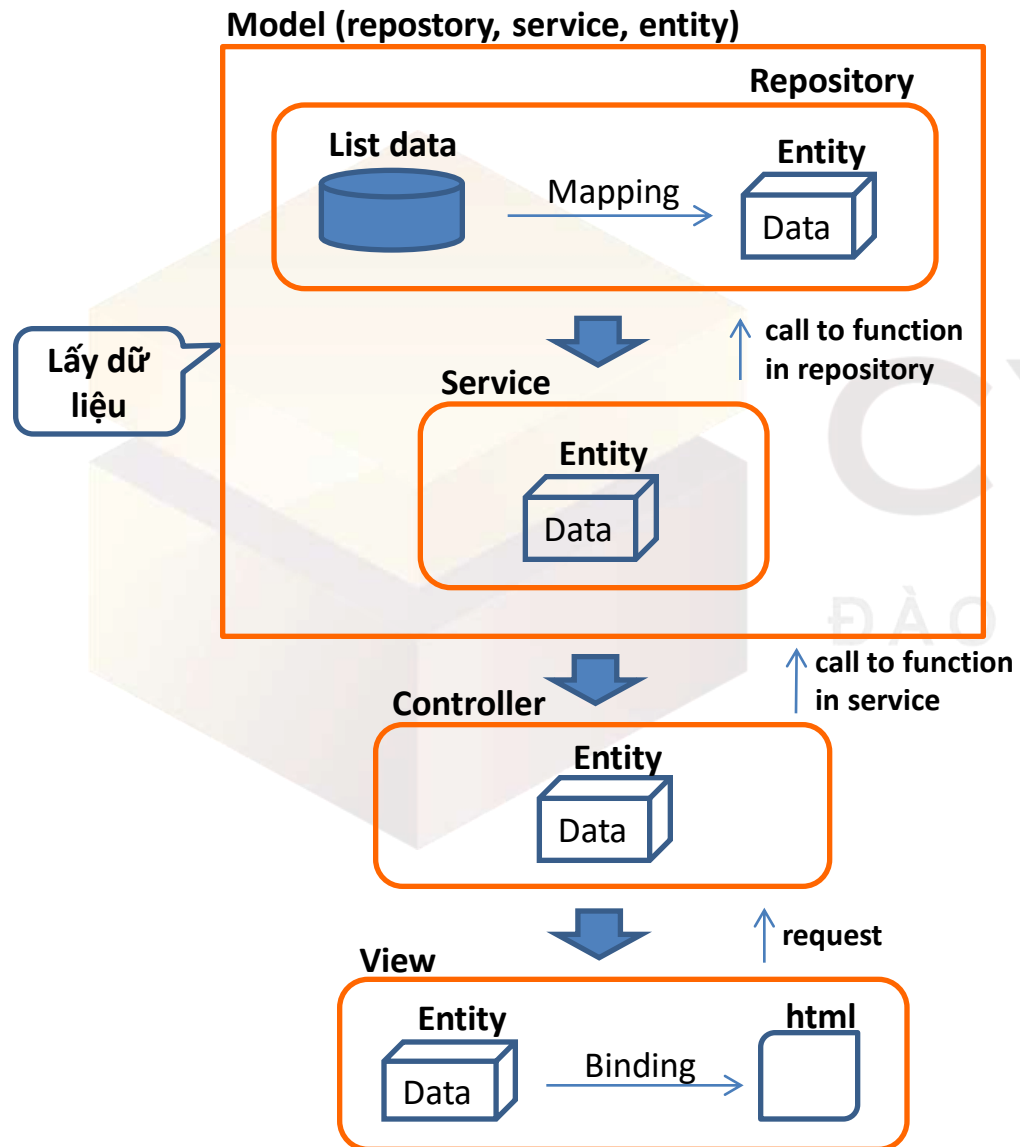 Model (repostory, service, entity)
Repository
List data
Entity
Mapping
Data
Lấy dữ
liệu
call to function
in repository
Service
Entity
Data
ĐÀO
call to function
in service
Controller
Entity
Data
request
View
Entity
html
Data
Binding